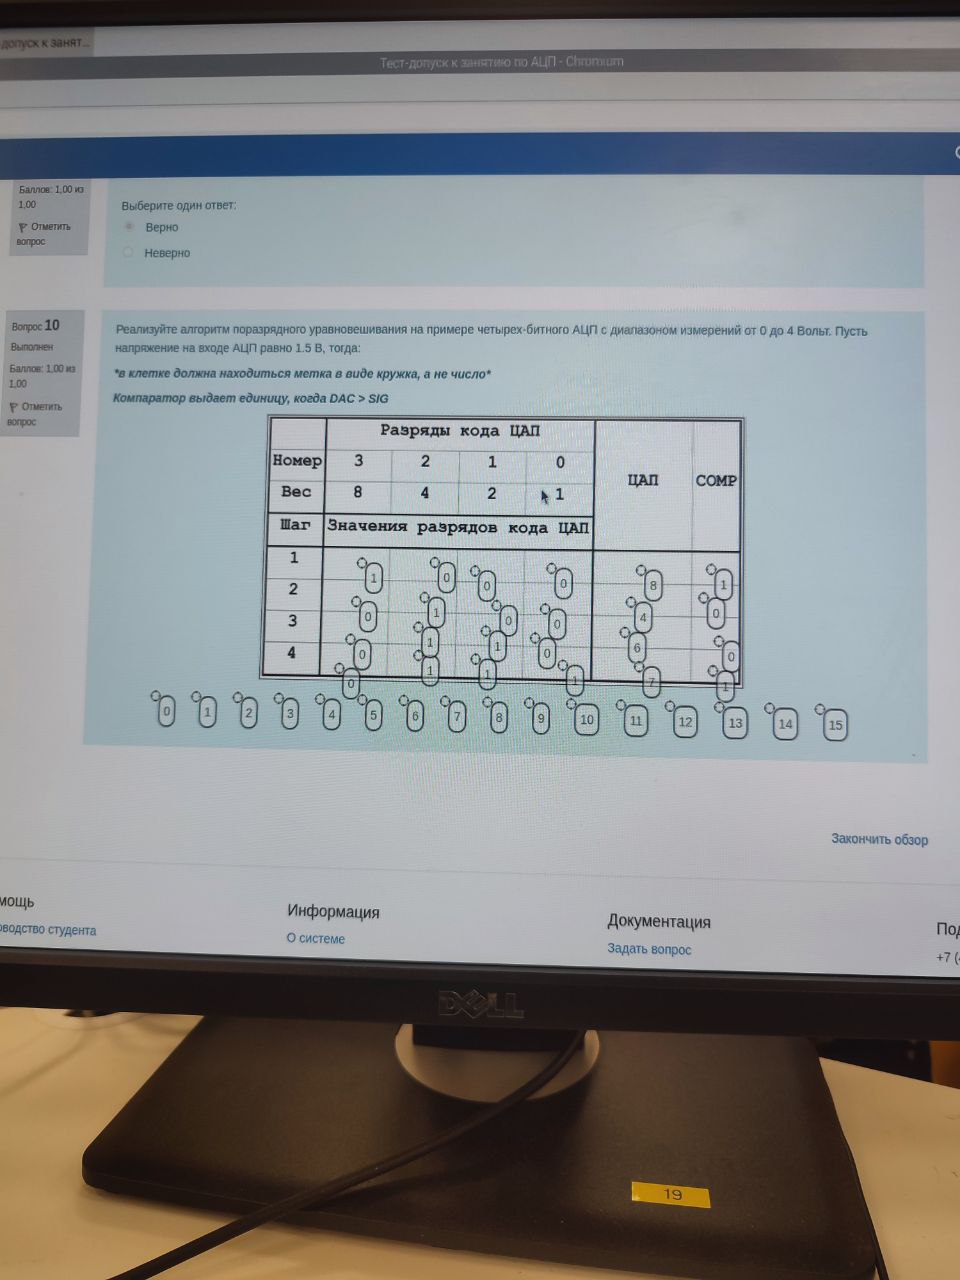 допуск к занят...
Тест-допуск к занятию по АЦП - Chromium
Баллов: 1,00 из
1,00
Отметить
вопрос
Выберите один ответ:
Верно
Неверно
Вопрос 10
Выполнен
Баллов: 1,00 из
1,00
Отметить
вопрос
Реализуйте алгоритм поразрядного уравновешивания на примере четырех-битного АЦП с диапазоном измерений от 0 до 4 Вольт. Пусть
напряжение на входе АЦП равно 1.5 В, тогда:
*в клетке должна находиться метка в виде кружка, а не число*
Компаратор выдает единицу, когда DAC > SIG
Разряды кода ЦАП
Номер 3 2 1 0 ЦАП COMP
Вес 8 4 2 1
Шаг Значения разрядов кода ЦАП
1 1 0 0 0 8 1
2 0 1 0 0 4 0
3 0 1 1 0 6 0
4 0 1 1 1 7 1
0 1 2 3 4 5 6 7 8 9 10 11 12 13 14 15
Закончить обзор
мощь
Информация
Документация
Под
оводство студента
О системе
Задать вопрос
+7 (
DELL
19